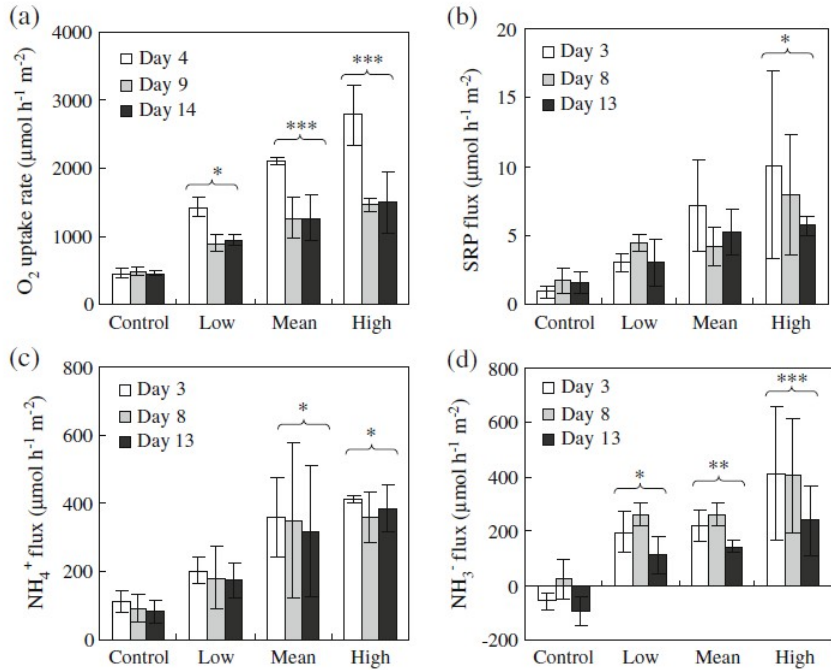 (a)
O2 uptake rate (μmol h−1 m−2)
4000
3000
2000
1000
0
Day 4
Day 9
Day 14
*
***
***
Control Low Mean High
(b)
SRP flux (μmol h−1 m−2)
20
15
10
5
0
Day 3
Day 8
Day 13
*
Control Low Mean High
(c)
NH4+ flux (μmol h−1 m−2)
800
600
400
200
0
Day 3
Day 8
Day 13
*
*
Control Low Mean High
(d)
NH3- flux (μmol h−1 m−2)
800
600
400
200
0
-200
Day 3
Day 8
Day 13
*
**
***
Control Low Mean High